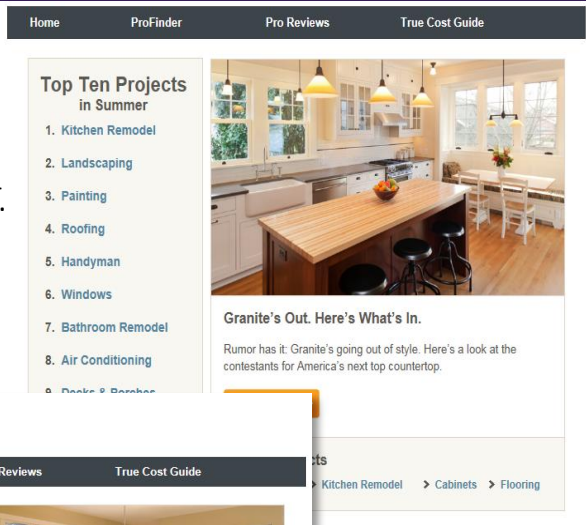 Home ProFinder Pro Reviews True Cost Guide
Top Ten Projects
in Summer
1. Kitchen Remodel
2. Landscaping
3. Painting
4. Roofing
5. Handyman
6. Windows
7. Bathroom Remodel
8. Air Conditioning
9. Decks & Porches
Granite's Out. Here's What's In.
Rumor has it: Granite's going out of style. Here's a look at the
contestants for America's next top countertop.
Kitchen Remodel Cabinets Flooring
Reviews True Cost Guide